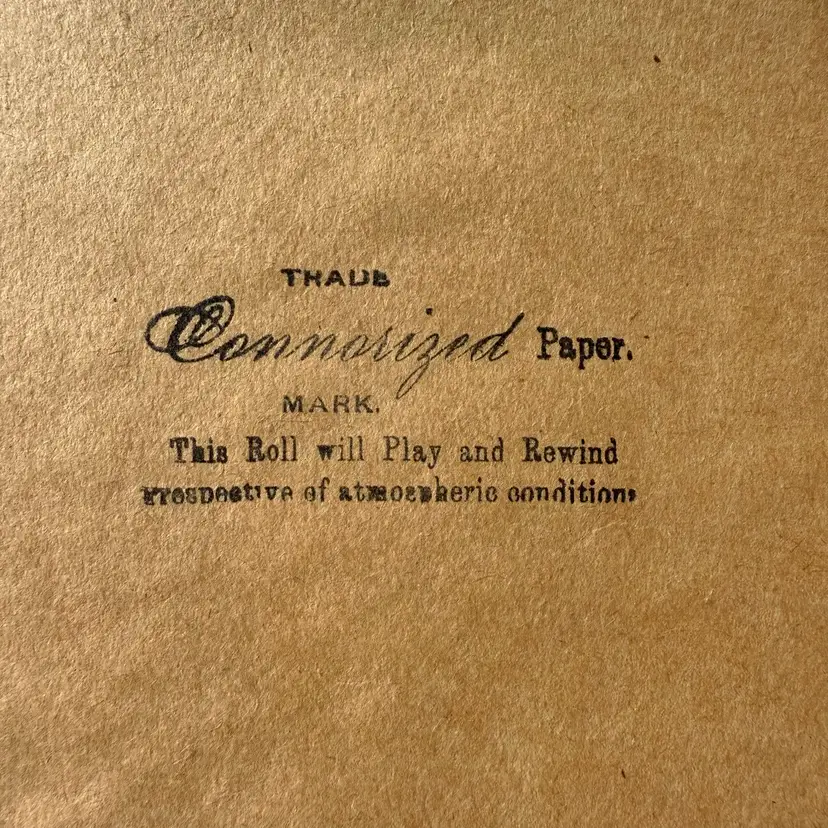 TRADE
Connorized Paper.
MARK.
This Roll will Play and Rewind
irrespective of atmospheric conditions